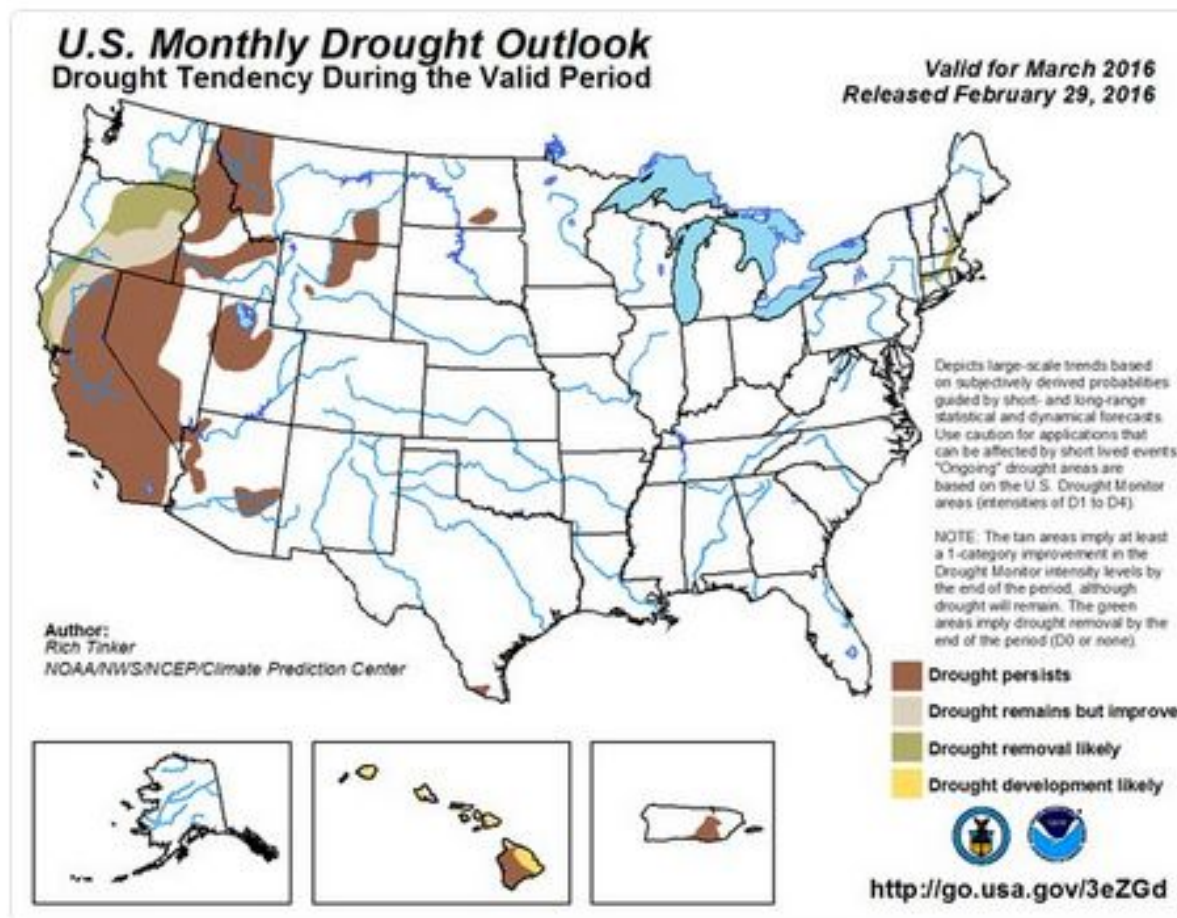 U.S. Monthly Drought Outlook
Drought Tendency During the Valid Period
Valid for March 2016
Released February 29, 2016
Depicts large-scale trends based
on subjectively derived probabilities
guided by short- and long-range
statistical and dynamical forecasts.
Use caution for applications that
can be affected by short lived events.
"Ongoing" drought areas are
based on the U.S. Drought Monitor
areas (intensities of D1 to D4).
NOTE: The tan areas imply at least
a 1-category improvement in the
Drought Monitor intensity levels by
the end of the period, although
drought will remain. The green
areas imply drought removal by the
end of the period (D0 or none).
Author:
Rich Tinker
NOAA/NWS/NCEP/Climate Prediction Center
Drought persists
Drought remains but improve
Drought removal likely
Drought development likely
http://go.usa.gov/3eZGd